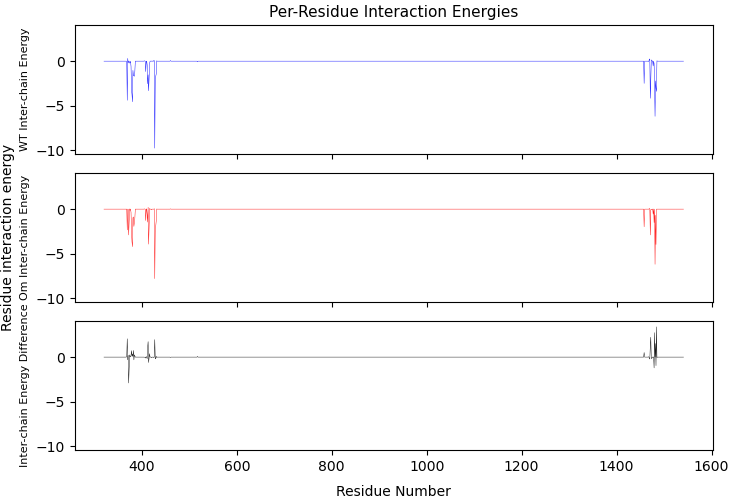 Per-Residue Interaction Energies
Residue interaction energy
WT Inter-chain Energy
0
−5
−10
Om Inter-chain Energy
0
−5
−10
Inter-chain Energy Difference
0
−5
−10
400 600 800 1000 1200 1400 1600
Residue Number